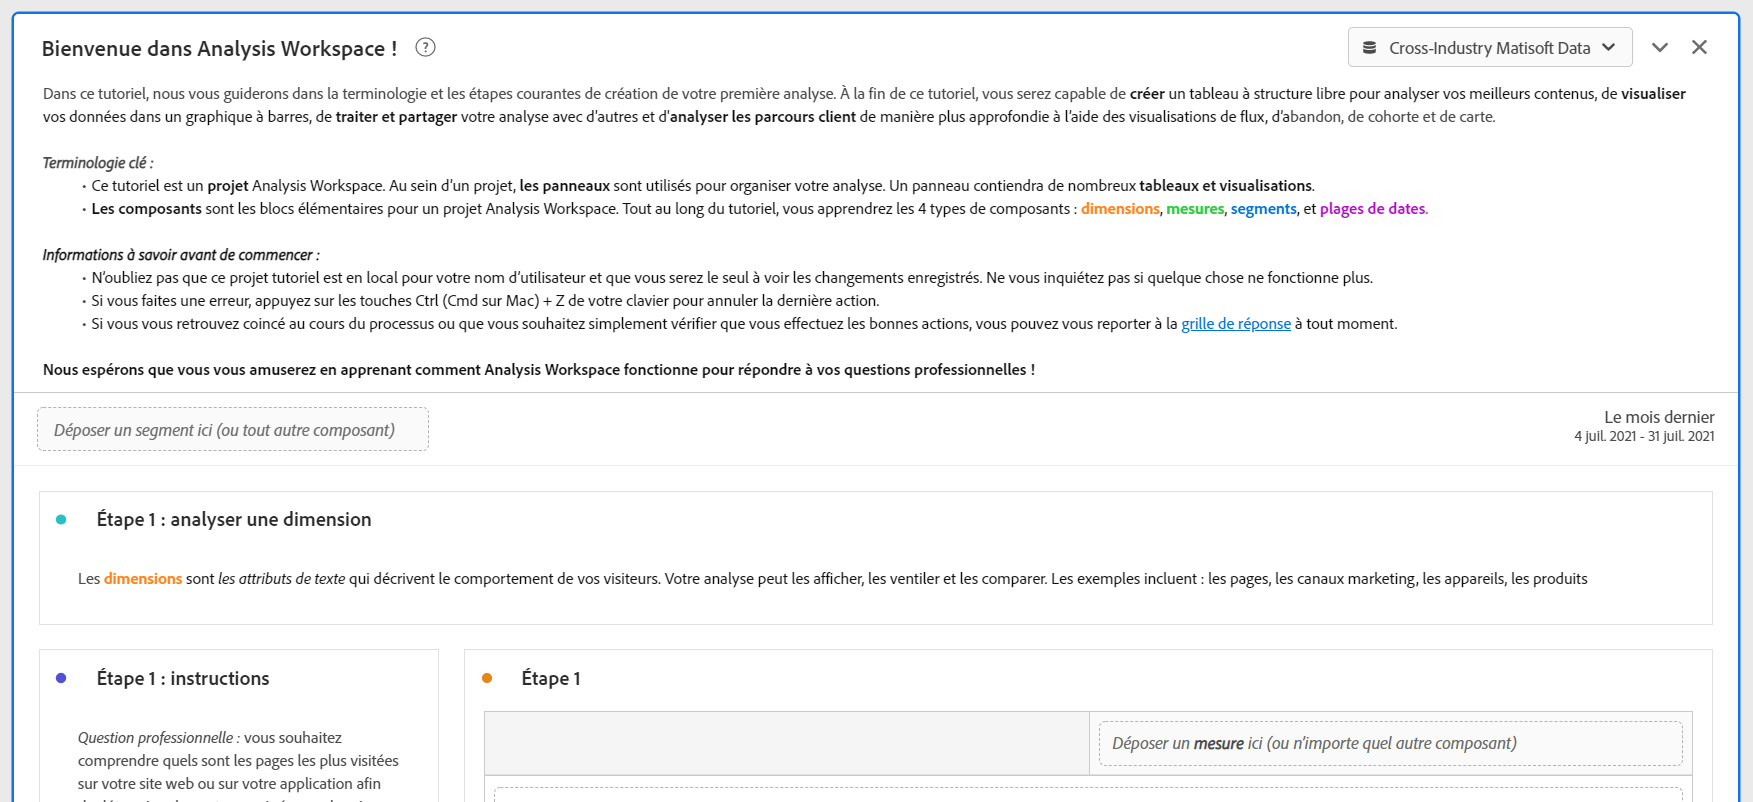 Bienvenue dans Analysis Workspace !
Cross-Industry Matisoft Data
Dans ce tutoriel, nous vous guiderons dans la terminologie et les étapes courantes de création de votre première analyse. À la fin de ce tutoriel, vous serez capable de créer un tableau à structure libre pour analyser vos meilleurs contenus, de visualiser
vos données dans un graphique à barres, de traiter et partager votre analyse avec d'autres et d'analyser les parcours client de manière plus approfondie à l'aide des visualisations de flux, d'abandon, de cohorte et de carte.
Terminologie clé :
• Ce tutoriel est un projet Analysis Workspace. Au sein d'un projet, les panneaux sont utilisés pour organiser votre analyse. Un panneau contiendra de nombreux tableaux et visualisations.
• Les composants sont les blocs élémentaires pour un projet Analysis Workspace. Tout au long du tutoriel, vous apprendrez les 4 types de composants : dimensions, mesures, segments, et plages de dates.
Informations à savoir avant de commencer :
• N'oubliez pas que ce projet tutoriel est en local pour votre nom d'utilisateur et que vous serez le seul à voir les changements enregistrés. Ne vous inquiétez pas si quelque chose ne fonctionne plus.
• Si vous faites une erreur, appuyez sur les touches Ctrl (Cmd sur Mac) + Z de votre clavier pour annuler la dernière action.
• Si vous vous retrouvez coincé au cours du processus ou que vous souhaitez simplement vérifier que vous effectuez les bonnes actions, vous pouvez vous reporter à la grille de réponse à tout moment.
Nous espérons que vous vous amuserez en apprenant comment Analysis Workspace fonctionne pour répondre à vos questions professionnelles !
Déposer un segment ici (ou tout autre composant)
Le mois dernier
4 juil. 2021 - 31 juil. 2021
Étape 1 : analyser une dimension
Les dimensions sont les attributs de texte qui décrivent le comportement de vos visiteurs. Votre analyse peut les afficher, les ventiler et les comparer. Les exemples incluent : les pages, les canaux marketing, les appareils, les produits
Étape 1 : instructions
Question professionnelle : vous souhaitez
comprendre quels sont les pages les plus visitées
sur votre site web ou sur votre application afin
Étape 1
Déposer un mesure ici (ou n'importe quel autre composant)